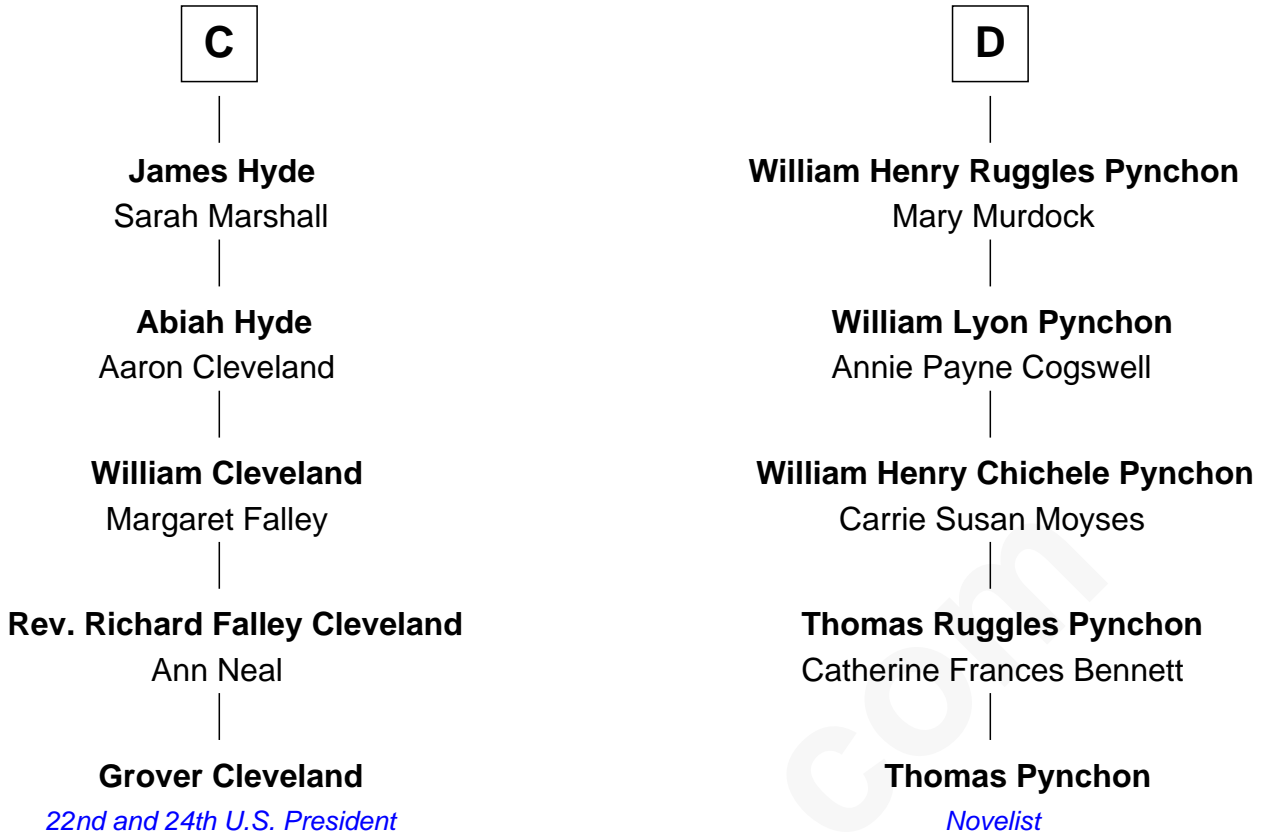 C
James Hyde
Sarah Marshall
Abiah Hyde
Aaron Cleveland
William Cleveland
Margaret Falley
Rev. Richard Falley Cleveland
Ann Neal
Grover Cleveland
22nd and 24th U.S. President
D
William Henry Ruggles Pynchon
Mary Murdock
William Lyon Pynchon
Annie Payne Cogswell
William Henry Chichele Pynchon
Carrie Susan Moyses
Thomas Ruggles Pynchon
Catherine Frances Bennett
Thomas Pynchon
Novelist
com